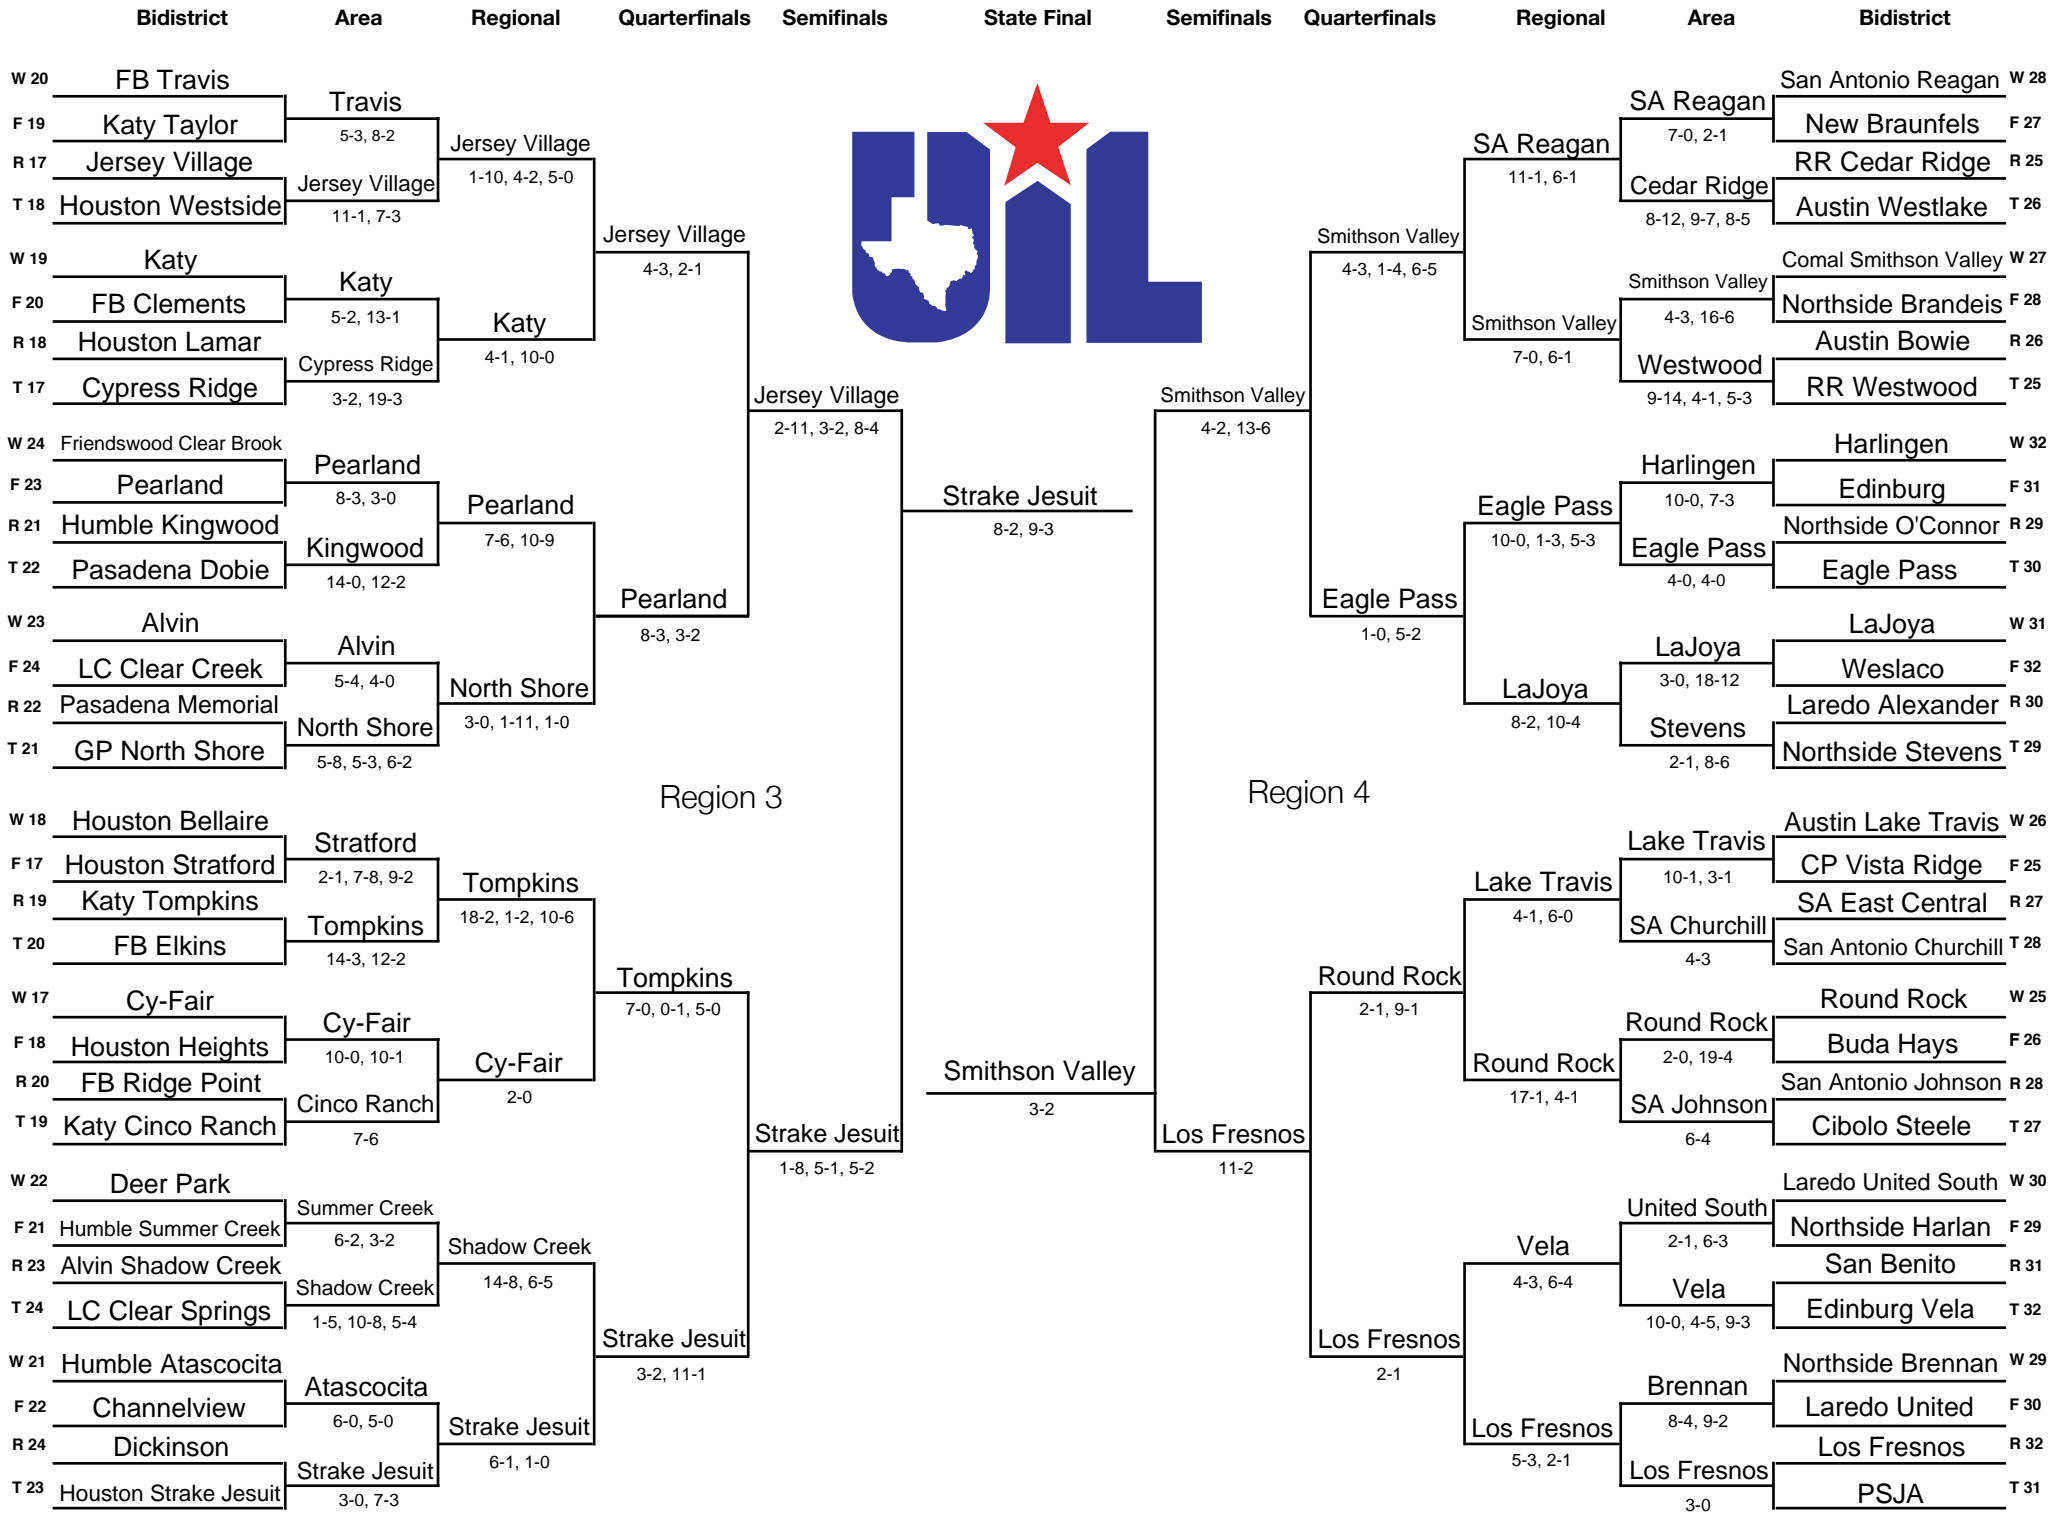 Bidistrict Area Regional Quarterfinals Semifinals State Final Semifinals Quarterfinals Regional Area Bidistrict
W 20 FB Travis
Travis
5-3, 8-2
F 19 Katy Taylor
Jersey Village
1-10, 4-2, 5-0
R 17 Jersey Village
Jersey Village
11-1, 7-3
T 18 Houston Westside
Jersey Village
4-3, 2-1
W 19 Katy
Katy
5-2, 13-1
F 20 FB Clements
Katy
4-1, 10-0
R 18 Houston Lamar
Cypress Ridge
3-2, 19-3
T 17 Cypress Ridge
Jersey Village
2-11, 3-2, 8-4
W 24 Friendswood Clear Brook
Pearland
8-3, 3-0
F 23 Pearland
Pearland
7-6, 10-9
R 21 Humble Kingwood
Kingwood
14-0, 12-2
T 22 Pasadena Dobie
Pearland
8-3, 3-2
W 23 Alvin
Alvin
5-4, 4-0
F 24 LC Clear Creek
North Shore
3-0, 1-11, 1-0
R 22 Pasadena Memorial
North Shore
5-8, 5-3, 6-2
T 21 GP North Shore
Region 3
W 18 Houston Bellaire
Stratford
2-1, 7-8, 9-2
F 17 Houston Stratford
Tompkins
18-2, 1-2, 10-6
R 19 Katy Tompkins
Tompkins
14-3, 12-2
T 20 FB Elkins
Tompkins
7-0, 0-1, 5-0
W 17 Cy-Fair
Cy-Fair
10-0, 10-1
F 18 Houston Heights
Cy-Fair
2-0
R 20 FB Ridge Point
Cinco Ranch
7-6
T 19 Katy Cinco Ranch
Strake Jesuit
1-8, 5-1, 5-2
W 22 Deer Park
Summer Creek
6-2, 3-2
F 21 Humble Summer Creek
Shadow Creek
14-8, 6-5
R 23 Alvin Shadow Creek
Shadow Creek
1-5, 10-8, 5-4
T 24 LC Clear Springs
Strake Jesuit
3-2, 11-1
W 21 Humble Atascocita
Atascocita
6-0, 5-0
F 22 Channelview
Strake Jesuit
6-1, 1-0
R 24 Dickinson
Strake Jesuit
3-0, 7-3
T 23 Houston Strake Jesuit
UIL
Strake Jesuit
8-2, 9-3
Smithson Valley
3-2
San Antonio Reagan W 28
SA Reagan
7-0, 2-1
New Braunfels F 27
SA Reagan
11-1, 6-1
RR Cedar Ridge R 25
Cedar Ridge
8-12, 9-7, 8-5
Austin Westlake T 26
Smithson Valley
4-3, 1-4, 6-5
Comal Smithson Valley W 27
Smithson Valley
4-3, 16-6
Northside Brandeis F 28
Smithson Valley
7-0, 6-1
Austin Bowie R 26
Westwood
9-14, 4-1, 5-3
RR Westwood T 25
Smithson Valley
4-2, 13-6
Harlingen W 32
Harlingen
10-0, 7-3
Edinburg F 31
Eagle Pass
10-0, 1-3, 5-3
Northside O'Connor R 29
Eagle Pass
4-0, 4-0
Eagle Pass T 30
Eagle Pass
1-0, 5-2
LaJoya W 31
LaJoya
3-0, 18-12
Weslaco F 32
LaJoya
8-2, 10-4
Laredo Alexander R 30
Stevens
2-1, 8-6
Northside Stevens T 29
Region 4
Austin Lake Travis W 26
Lake Travis
10-1, 3-1
CP Vista Ridge F 25
Lake Travis
4-1, 6-0
SA East Central R 27
SA Churchill
4-3
San Antonio Churchill T 28
Round Rock
2-1, 9-1
Round Rock W 25
Round Rock
2-0, 19-4
Buda Hays F 26
Round Rock
17-1, 4-1
San Antonio Johnson R 28
SA Johnson
6-4
Cibolo Steele T 27
Los Fresnos
11-2
Laredo United South W 30
United South
2-1, 6-3
Northside Harlan F 29
Vela
4-3, 6-4
San Benito R 31
Vela
10-0, 4-5, 9-3
Edinburg Vela T 32
Los Fresnos
2-1
Northside Brennan W 29
Brennan
8-4, 9-2
Laredo United F 30
Los Fresnos
5-3, 2-1
Los Fresnos R 32
Los Fresnos
3-0
PSJA T 31